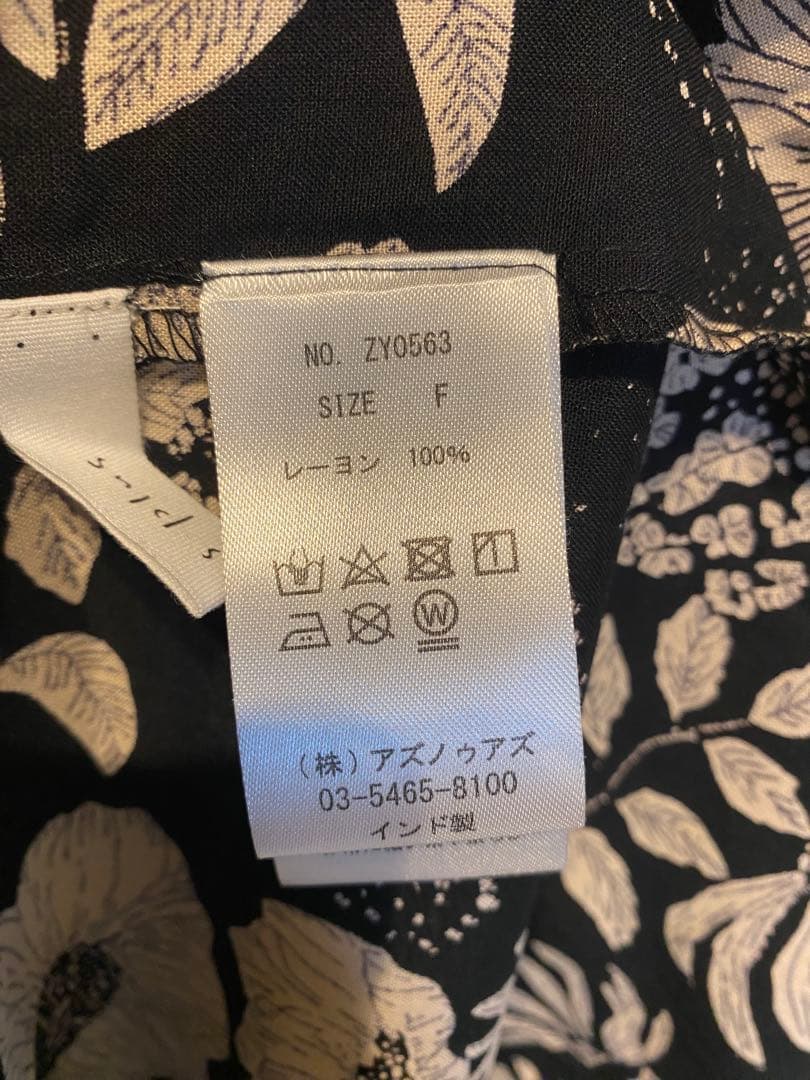 NO. ZY0563
SIZE F
レーヨン 100%
W
(株)アズノゥアズ
03-5465-8100
インド製